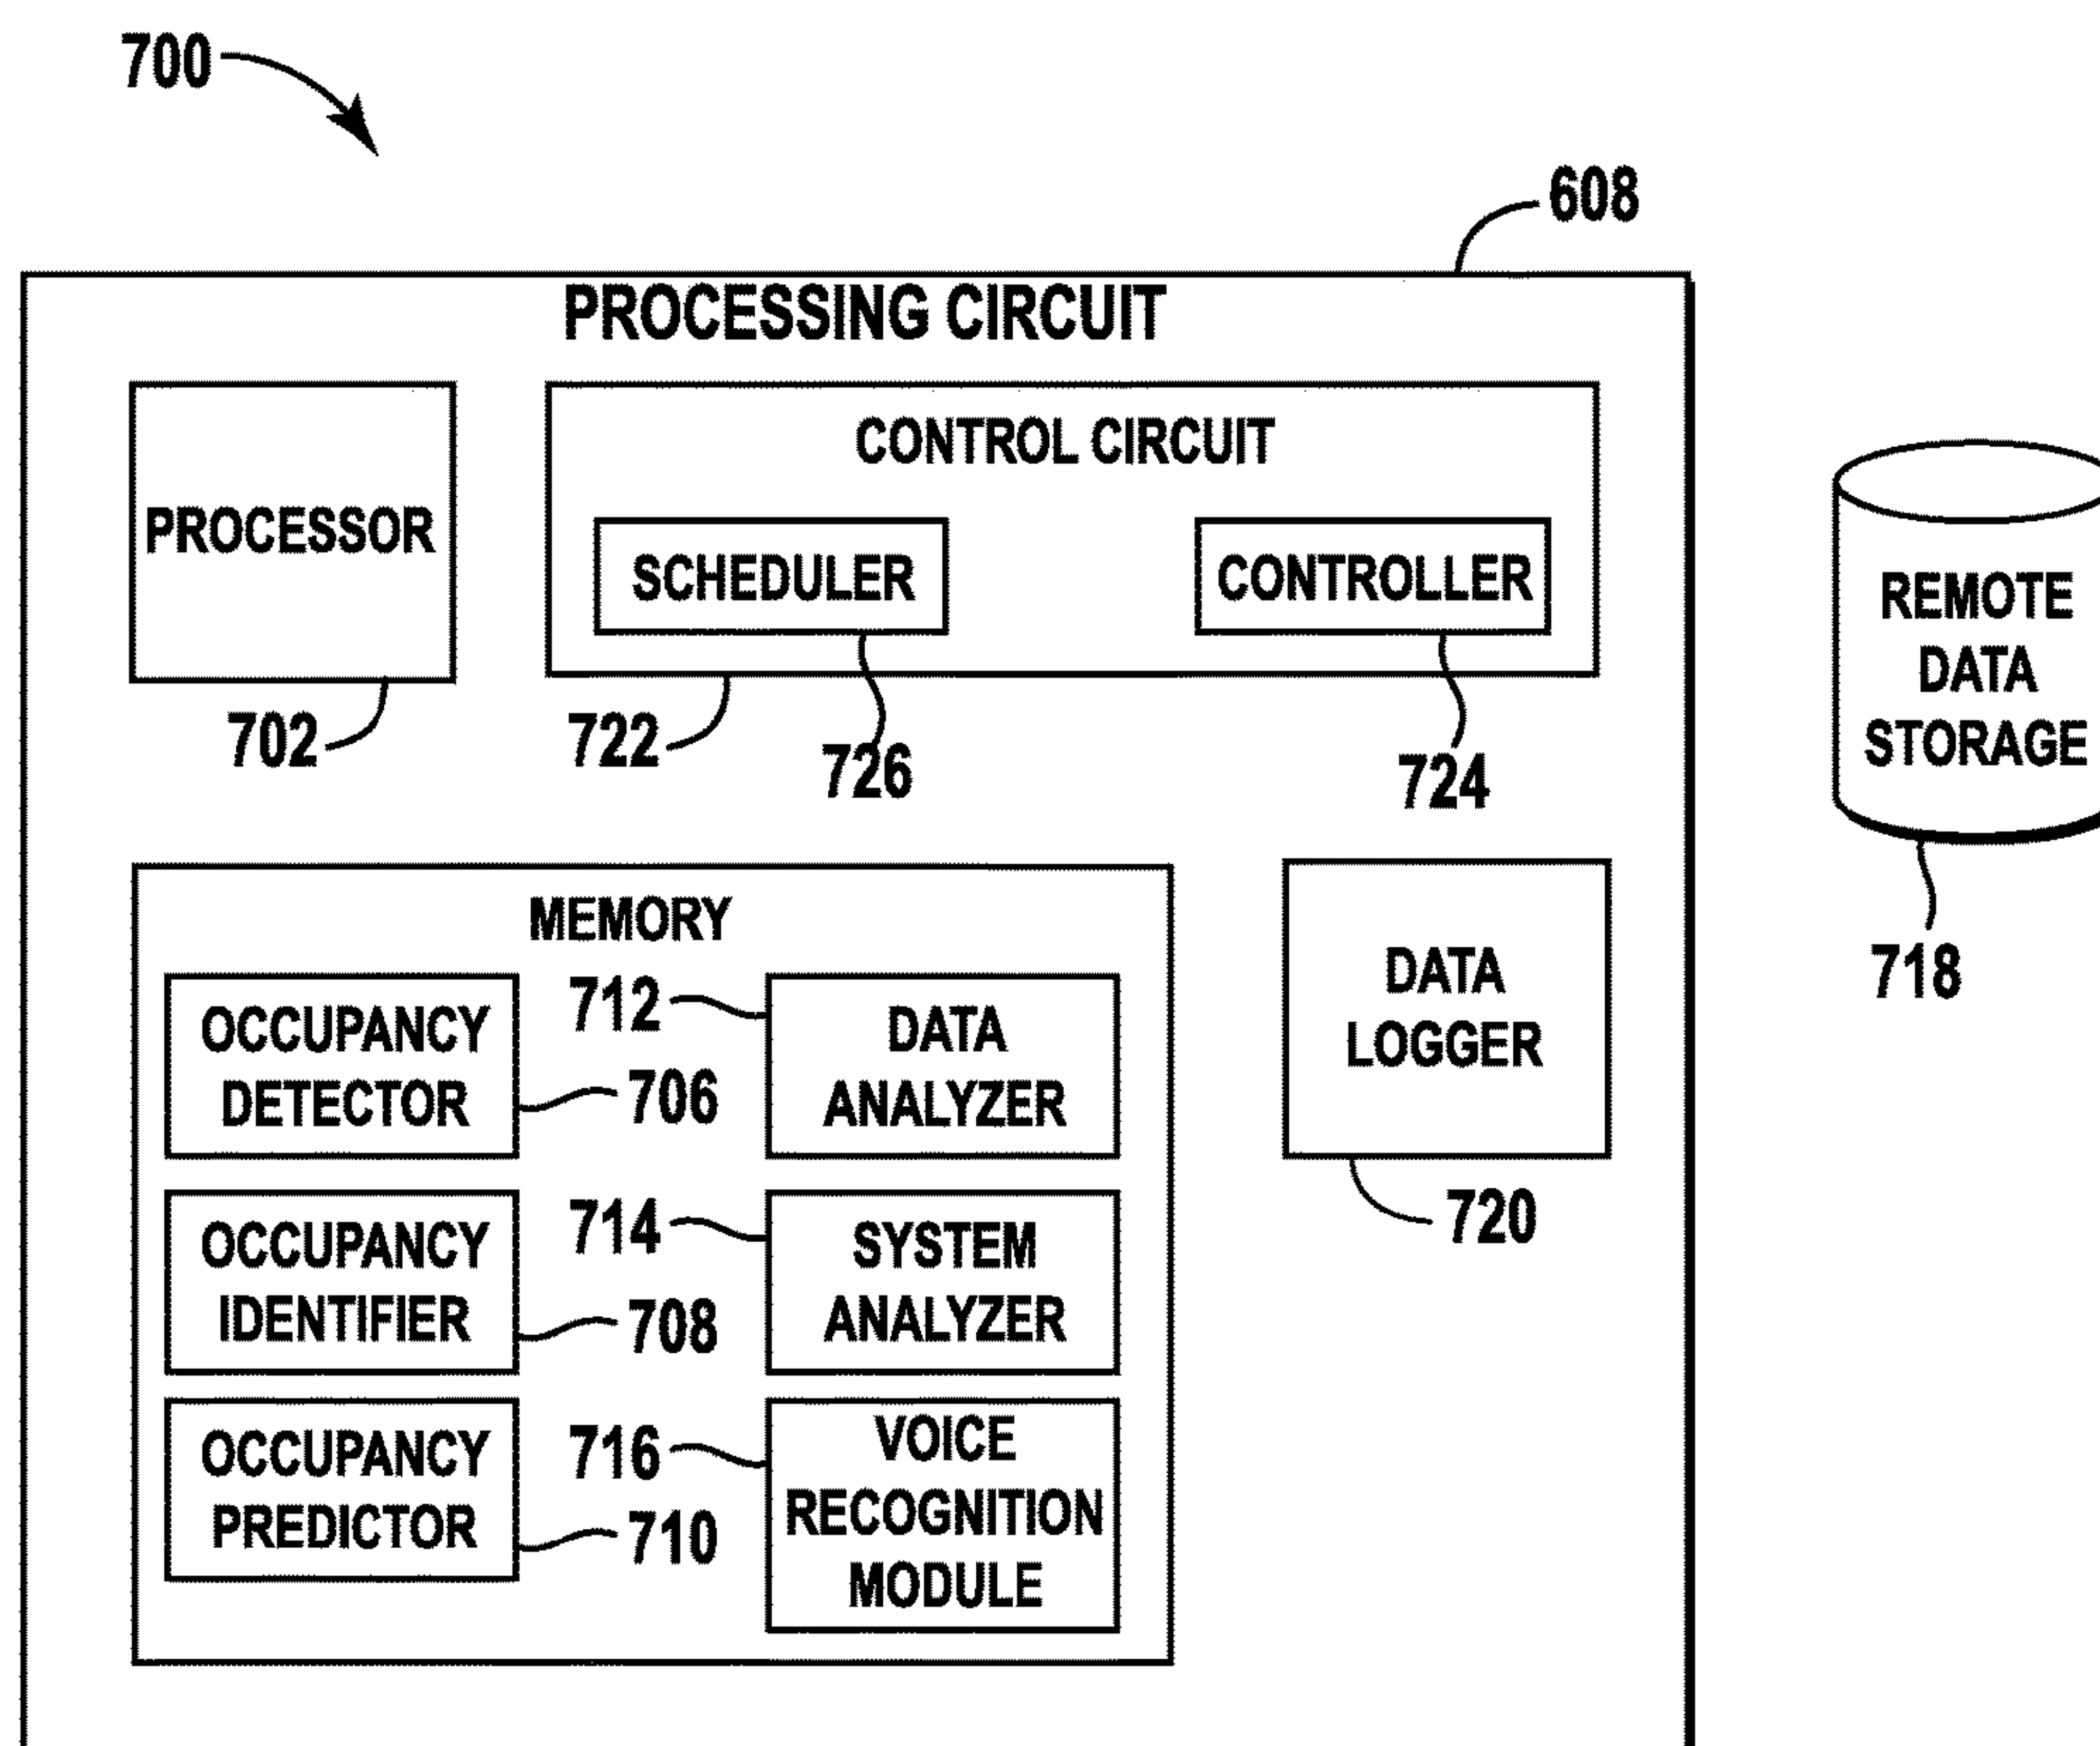 700
608
PROCESSING CIRCUIT
PROCESSOR
702
CONTROL CIRCUIT
SCHEDULER
CONTROLLER
722
726
724
REMOTE
DATA
STORAGE
718
MEMORY
OCCUPANCY
DETECTOR
706
712
DATA
ANALYZER
OCCUPANCY
IDENTIFIER
708
714
SYSTEM
ANALYZER
OCCUPANCY
PREDICTOR
710
716
VOICE
RECOGNITION
MODULE
DATA
LOGGER
720